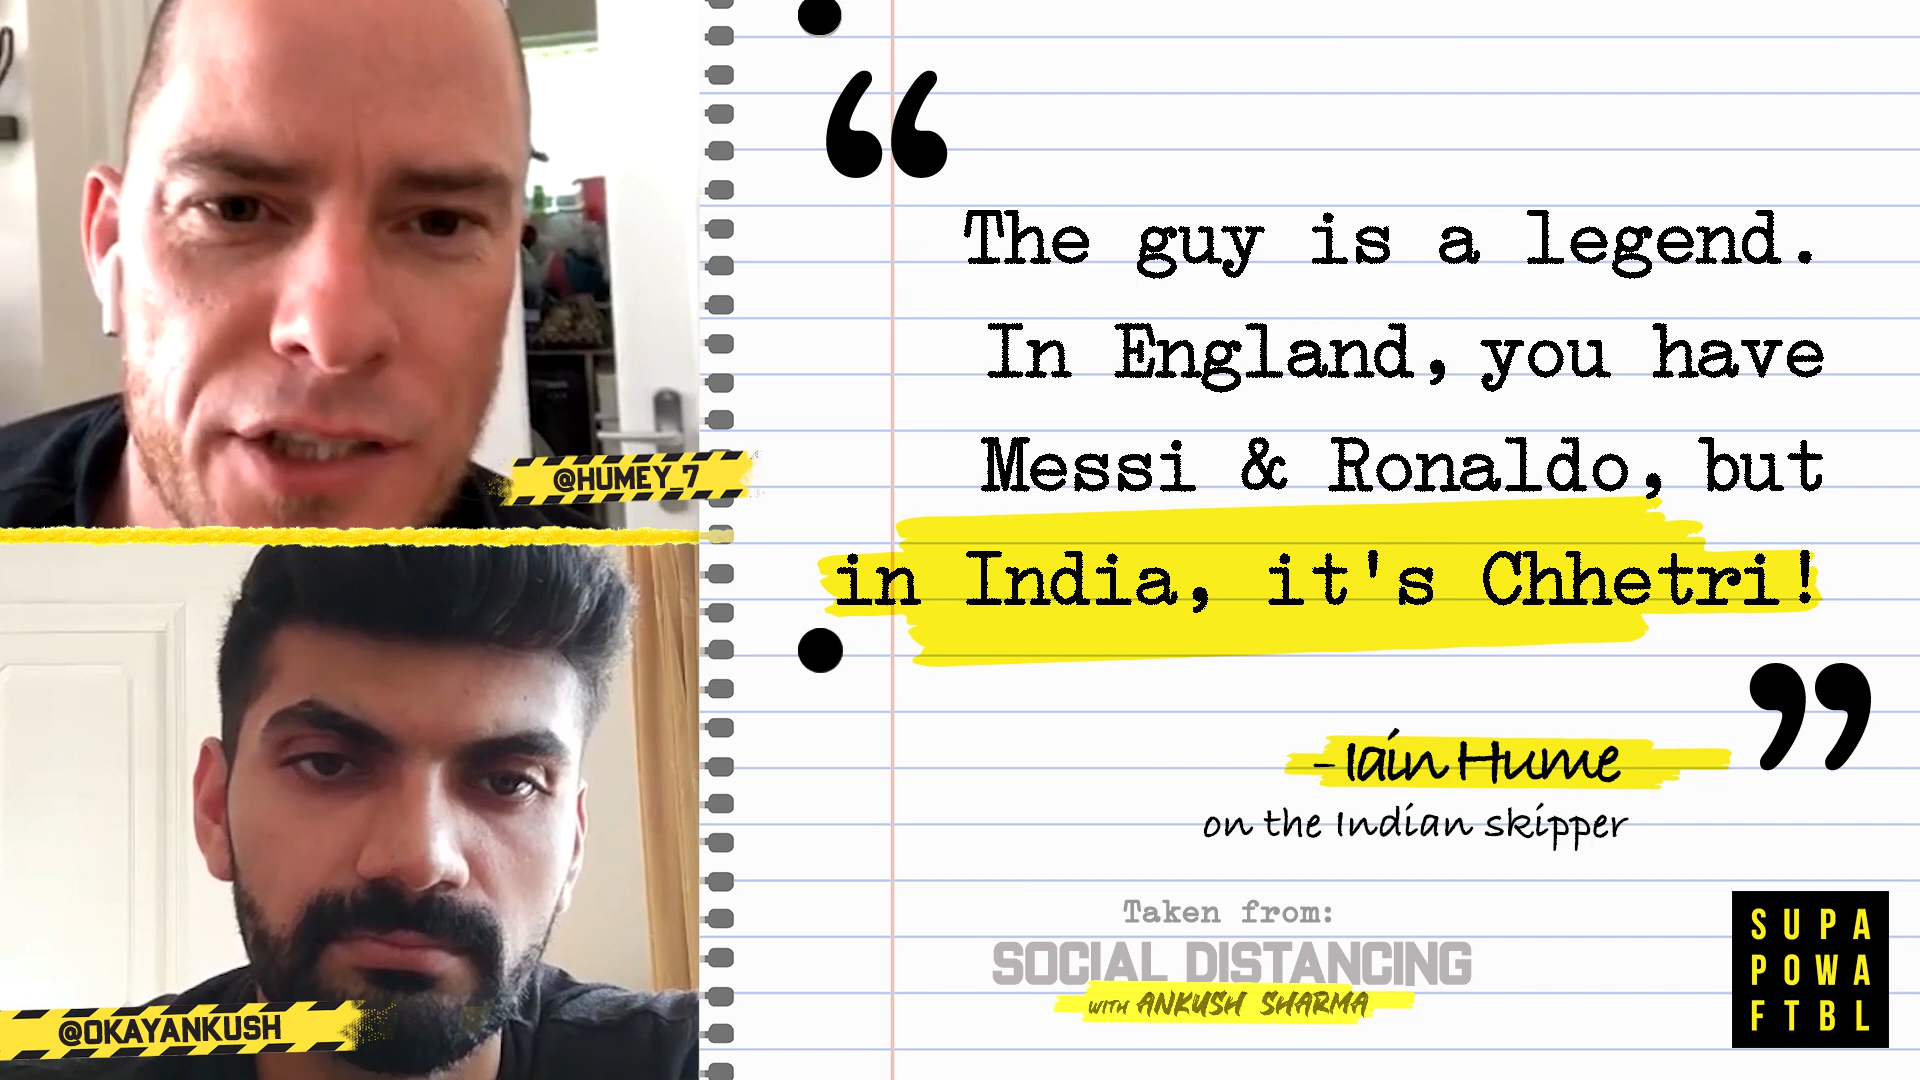 @HUMEY_7
@OKAYANKUSH
“
The guy is a legend.
In England, you have
Messi & Ronaldo, but
in India, it's Chhetri!
”
-Iain Hume
on the Indian skipper
Taken from:
SOCIAL DISTANCING
WITH ANKUSH SHARMA
SUPA
POWA
FTBL